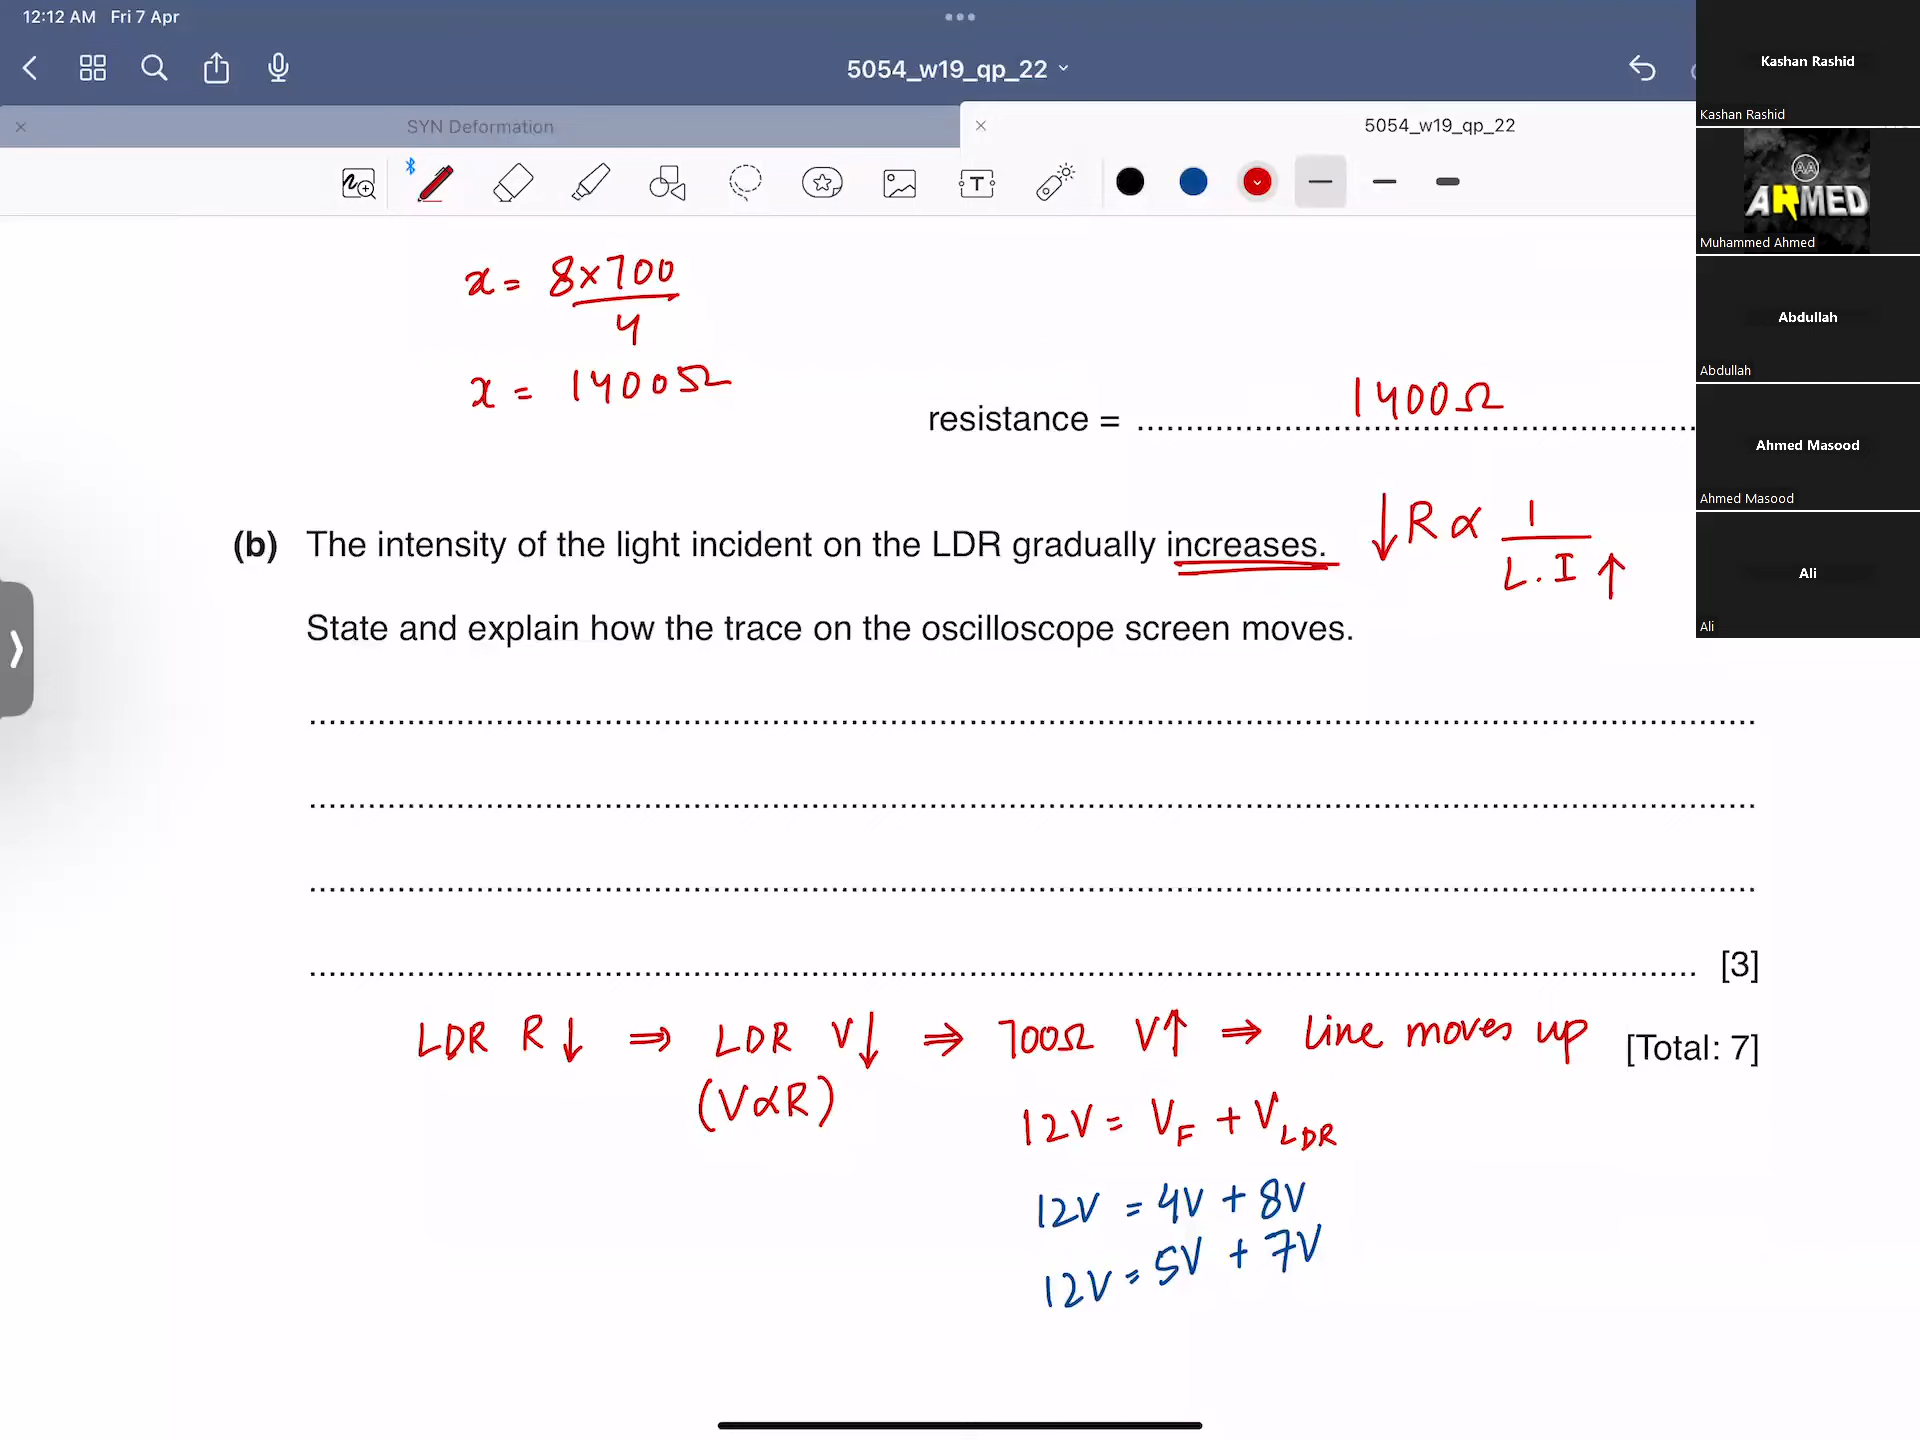 12:12 AM Fri 7 Apr
5054_w19_qp_22
SYN Deformation
5054_w19_qp_22
T
Kashan Rashid
Kashan Rashid
AA
AHMED
Muhammed Ahmed
Abdullah
Abdullah
Ahmed Masood
Ahmed Masood
Ali
Ali
x = 8×700
4
x = 1400Ω
resistance = 1400Ω
(b) The intensity of the light incident on the LDR gradually increases.
↓R ∝ 1
L.I ↑
State and explain how the trace on the oscilloscope screen moves.
[3]
LDR R↓ ⇒ LDR V↓ ⇒ 700Ω V↑ ⇒ Line moves up
[Total: 7]
(V∝R)
12V = VF + VLDR
12V = 4V + 8V
12V = 5V + 7V